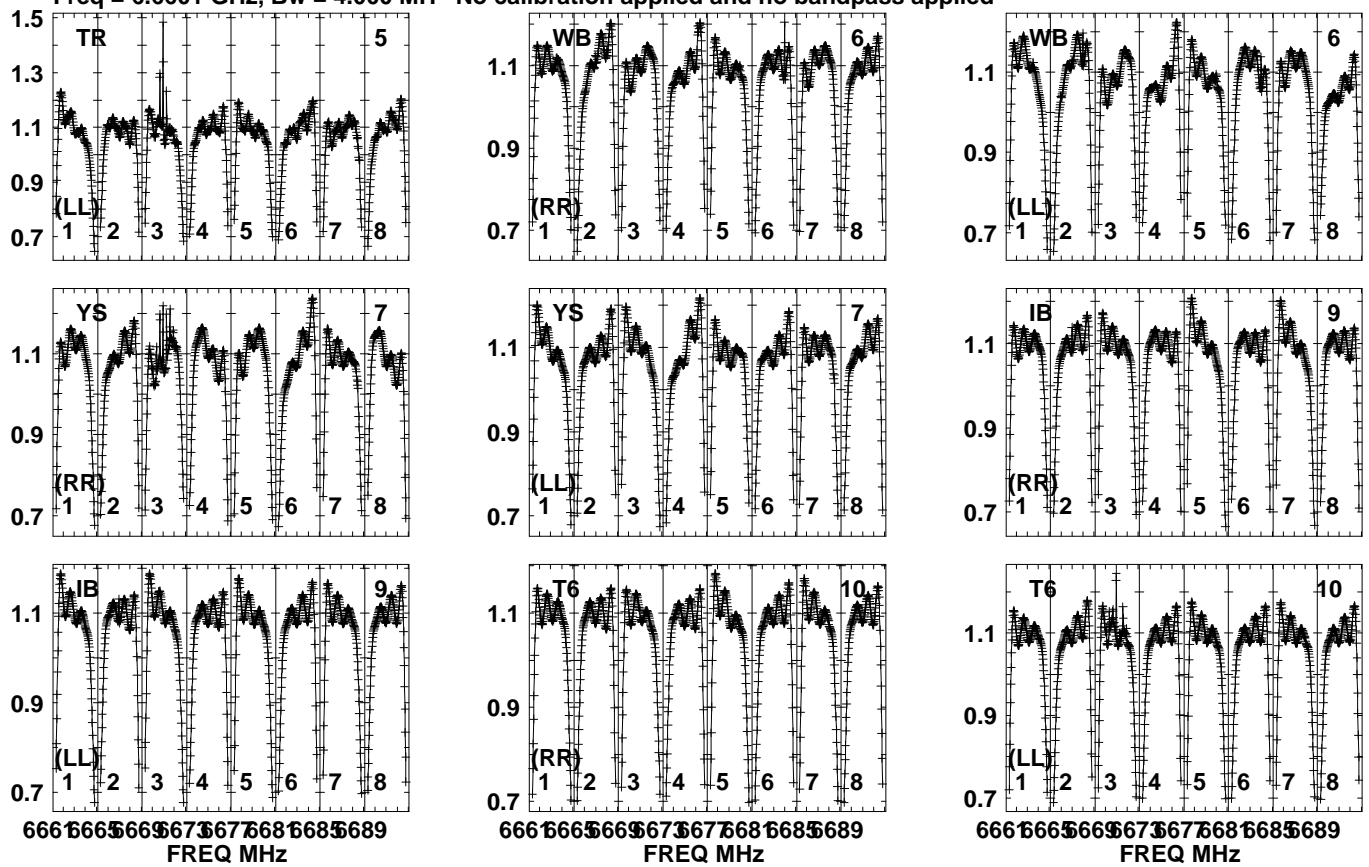 Freq = 6.6601 GHz, Bw = 4.000 MH No calibration applied and no bandpass applied
1.5
1.3
1.1
0.9
0.7
TR 5
(LL)
1 2 3 4 5 6 7 8
1.1
0.9
0.7
WB 6
(RR)
1 2 3 4 5 6 7 8
1.1
0.9
0.7
WB 6
(LL)
1 2 3 4 5 6 7 8
1.1
0.9
0.7
YS 7
(RR)
1 2 3 4 5 6 7 8
1.1
0.9
0.7
YS 7
(LL)
1 2 3 4 5 6 7 8
1.1
0.9
0.7
IB 9
(RR)
1 2 3 4 5 6 7 8
1.1
0.9
0.7
IB 9
(LL)
1 2 3 4 5 6 7 8
6661 6665 6669 6673 6677 6681 6685 6689
FREQ MHz
1.1
0.9
0.7
T6 10
(RR)
1 2 3 4 5 6 7 8
6661 6665 6669 6673 6677 6681 6685 6689
FREQ MHz
1.1
0.9
0.7
T6 10
(LL)
1 2 3 4 5 6 7 8
6661 6665 6669 6673 6677 6681 6685 6689
FREQ MHz